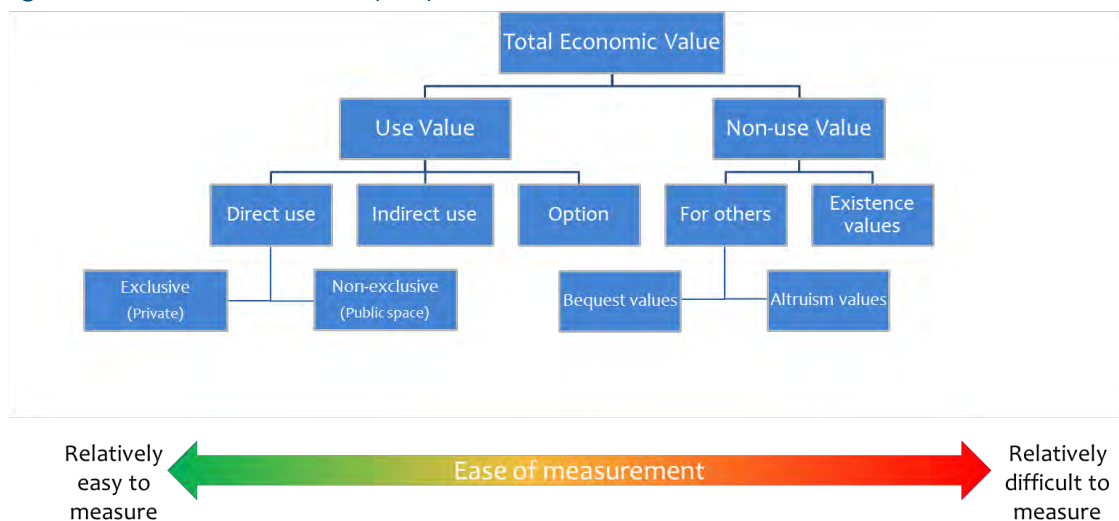 Total Economic Value
Use Value
Non-use Value
Direct use
Indirect use
Option
For others
Existence
values
Exclusive
(Private)
Non-exclusive
(Public space)
Bequest values
Altruism values
Relatively
easy to
measure
Ease of measurement
Relatively
difficult to
measure